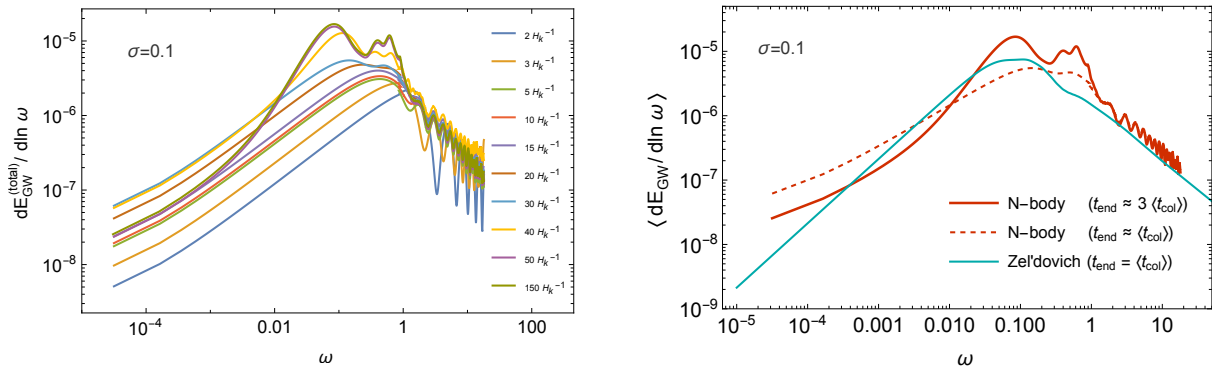 σ=0.1
10⁻⁵
10⁻⁶
10⁻⁷
10⁻⁸
dE_GW^(total) / dln ω
10⁻⁴
0.01
1
100
ω
2 H_k⁻¹
3 H_k⁻¹
5 H_k⁻¹
10 H_k⁻¹
15 H_k⁻¹
20 H_k⁻¹
30 H_k⁻¹
40 H_k⁻¹
50 H_k⁻¹
150 H_k⁻¹
σ=0.1
10⁻⁵
10⁻⁶
10⁻⁷
10⁻⁸
10⁻⁹
⟨ dE_GW / dln ω ⟩
N−body (t_end ≈ 3 ⟨t_col⟩)
N−body (t_end ≈ ⟨t_col⟩)
Zel'dovich (t_end = ⟨t_col⟩)
10⁻⁵
10⁻⁴
0.001
0.010
0.100
1
10
ω